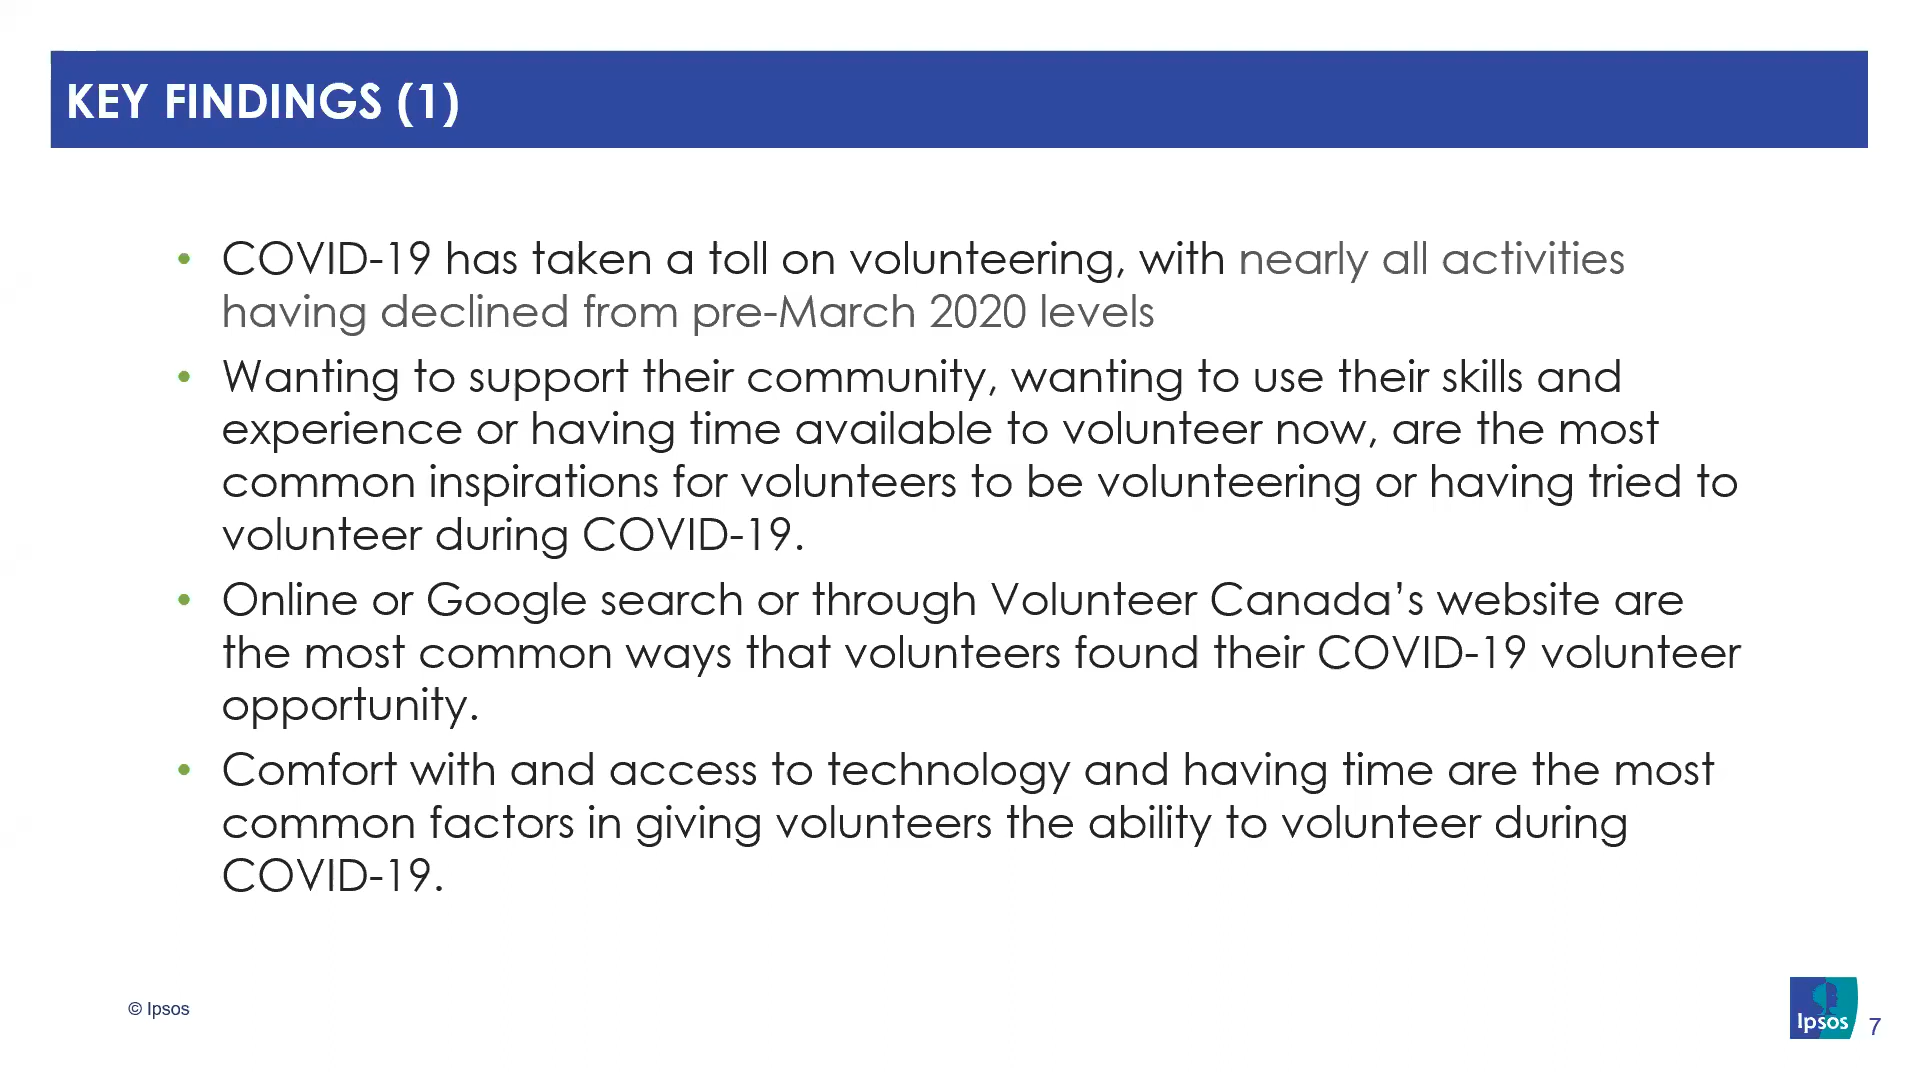 KEY FINDINGS (1)
• COVID-19 has taken a toll on volunteering, with nearly all activities
having declined from pre-March 2020 levels
• Wanting to support their community, wanting to use their skills and
experience or having time available to volunteer now, are the most
common inspirations for volunteers to be volunteering or having tried to
volunteer during COVID-19.
• Online or Google search or through Volunteer Canada’s website are
the most common ways that volunteers found their COVID-19 volunteer
opportunity.
• Comfort with and access to technology and having time are the most
common factors in giving volunteers the ability to volunteer during
COVID-19.
© Ipsos
Ipsos
7